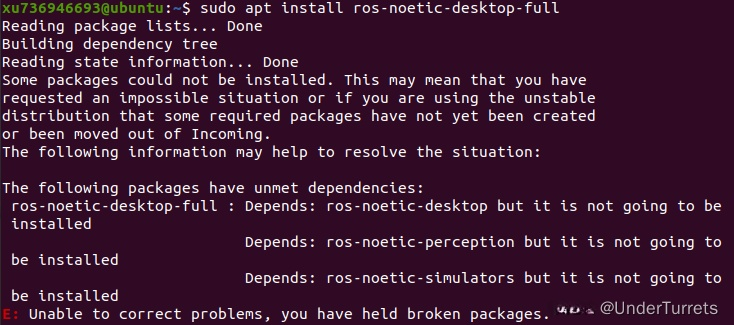 xu736946693@ubuntu:~$ sudo apt install ros-noetic-desktop-full
Reading package lists... Done
Building dependency tree
Reading state information... Done
Some packages could not be installed. This may mean that you have
requested an impossible situation or if you are using the unstable
distribution that some required packages have not yet been created
or been moved out of Incoming.
The following information may help to resolve the situation:

The following packages have unmet dependencies:
 ros-noetic-desktop-full : Depends: ros-noetic-desktop but it is not going to be
 installed
                           Depends: ros-noetic-perception but it is not going to
 be installed
                           Depends: ros-noetic-simulators but it is not going to
 be installed
E: Unable to correct problems, you have held broken packages.
@UnderTurrets